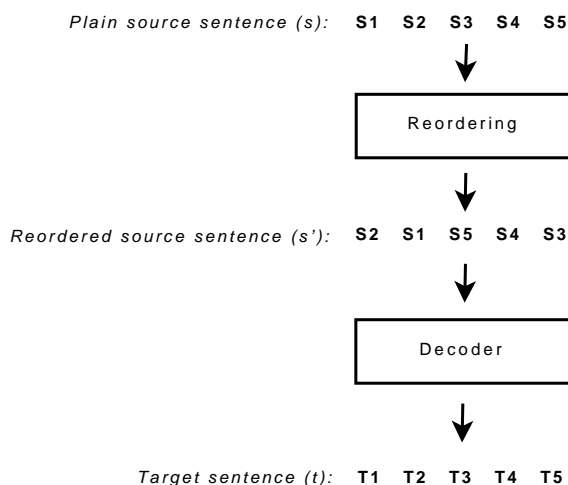 Plain source sentence (s): S1 S2 S3 S4 S5
Reordering
Reordered source sentence (s'): S2 S1 S5 S4 S3
Decoder
Target sentence (t): T1 T2 T3 T4 T5